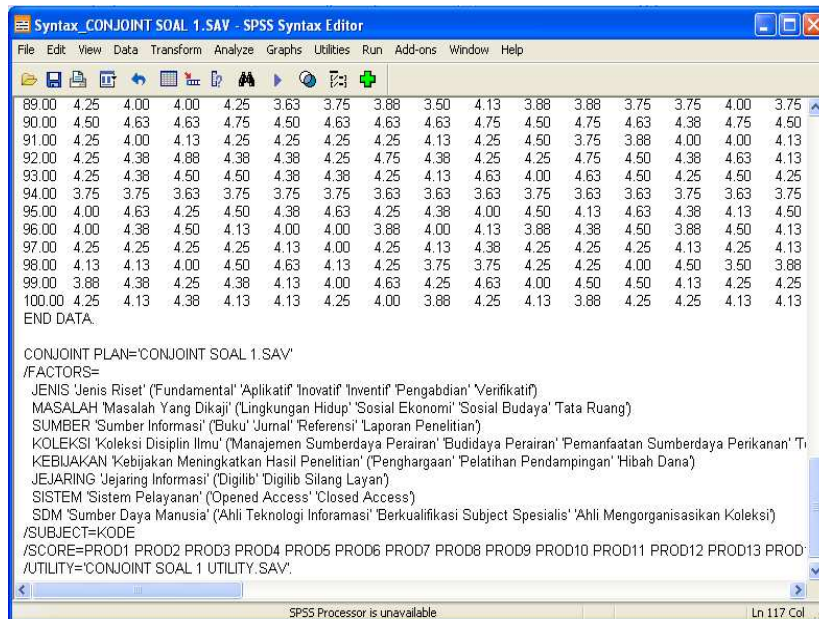 Syntax_CONJOINT SOAL 1.SAV - SPSS Syntax Editor
File Edit View Data Transform Analyze Graphs Utilities Run Add-ons Window Help
89.00 4.25 4.00 4.00 4.25 3.63 3.75 3.88 3.50 4.13 3.88 3.88 3.75 3.75 4.00 3.75
90.00 4.50 4.63 4.63 4.75 4.50 4.63 4.63 4.63 4.75 4.50 4.75 4.63 4.38 4.75 4.50
91.00 4.25 4.00 4.13 4.25 4.25 4.25 4.25 4.13 4.25 4.50 3.75 3.88 4.00 4.00 4.13
92.00 4.25 4.38 4.88 4.38 4.38 4.25 4.75 4.38 4.25 4.25 4.75 4.50 4.38 4.63 4.13
93.00 4.25 4.38 4.50 4.50 4.38 4.38 4.25 4.13 4.63 4.00 4.63 4.50 4.25 4.50 4.25
94.00 3.75 3.75 3.63 3.75 3.75 3.75 3.63 3.63 3.63 3.75 3.63 3.63 3.75 3.63 3.75
95.00 4.00 4.63 4.25 4.50 4.38 4.63 4.25 4.38 4.00 4.50 4.13 4.63 4.38 4.13 4.50
96.00 4.00 4.38 4.50 4.13 4.00 4.00 3.88 4.00 4.13 3.88 4.38 4.50 3.88 4.50 4.13
97.00 4.25 4.25 4.25 4.25 4.13 4.00 4.25 4.13 4.38 4.25 4.25 4.25 4.13 4.25 4.13
98.00 4.13 4.13 4.00 4.50 4.63 4.13 4.25 3.75 3.75 4.25 4.25 4.00 4.50 3.50 3.88
99.00 3.88 4.38 4.25 4.38 4.13 4.00 4.63 4.25 4.63 4.00 4.50 4.50 4.13 4.25 4.25
100.00 4.25 4.13 4.38 4.13 4.13 4.25 4.00 3.88 4.25 4.13 3.88 4.25 4.25 4.13 4.13
END DATA.
CONJOINT PLAN='CONJOINT SOAL 1.SAV'
/FACTORS=
JENIS 'Jenis Riset' ('Fundamental' 'Aplikatif' 'Inovatif' 'Inventif' 'Pengabdian' 'Verifikatif')
MASALAH 'Masalah Yang Dikaji' ('Lingkungan Hidup' 'Sosial Ekonomi' 'Sosial Budaya' 'Tata Ruang')
SUMBER 'Sumber Informasi' ('Buku' 'Jurnal' 'Referensi' 'Laporan Penelitian')
KOLEKSI 'Koleksi Disiplin Ilmu' ('Manajemen Sumberdaya Perairan' 'Budidaya Perairan' 'Pemanfaatan Sumberdaya Perikanan'
KEBIJAKAN 'Kebijakan Meningkatkan Hasil Penelitian' ('Penghargaan' 'Pelatihan Pendampingan' 'Hibah Dana')
JEJARING 'Jejaring Informasi' ('Digilib' 'Digilib Silang Layan')
SISTEM 'Sistem Pelayanan' ('Opened Access' 'Closed Access')
SDM 'Sumber Daya Manusia' ('Ahli Teknologi Inforamasi' 'Berkualifikasi Subject Spesialis' 'Ahli Mengorganisasikan Koleksi')
/SUBJECT=KODE
/SCORE=PROD1 PROD2 PROD3 PROD4 PROD5 PROD6 PROD7 PROD8 PROD9 PROD10 PROD11 PROD12 PROD13 PROD
/UTILITY='CONJOINT SOAL 1 UTILITY.SAV'.
SPSS Processor is unavailable Ln 117 Col